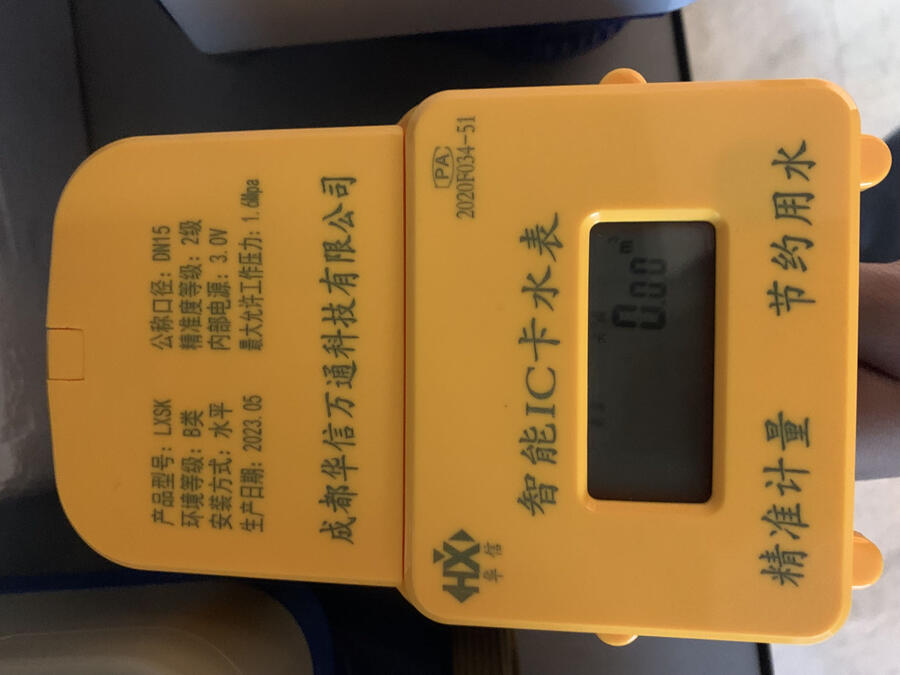 产品型号: LXSK 公称口径: DN15
环境等级: B类 精准度等级: 2级
安装方式: 水平 内部电源: 3.0V
生产日期: 2023.05 最大允许工作压力: 1.6Mpa
成都华信万通科技有限公司
HX
华信
PA
2020F034-51
智能IC卡水表
0.00 m³
精准计量 节约用水